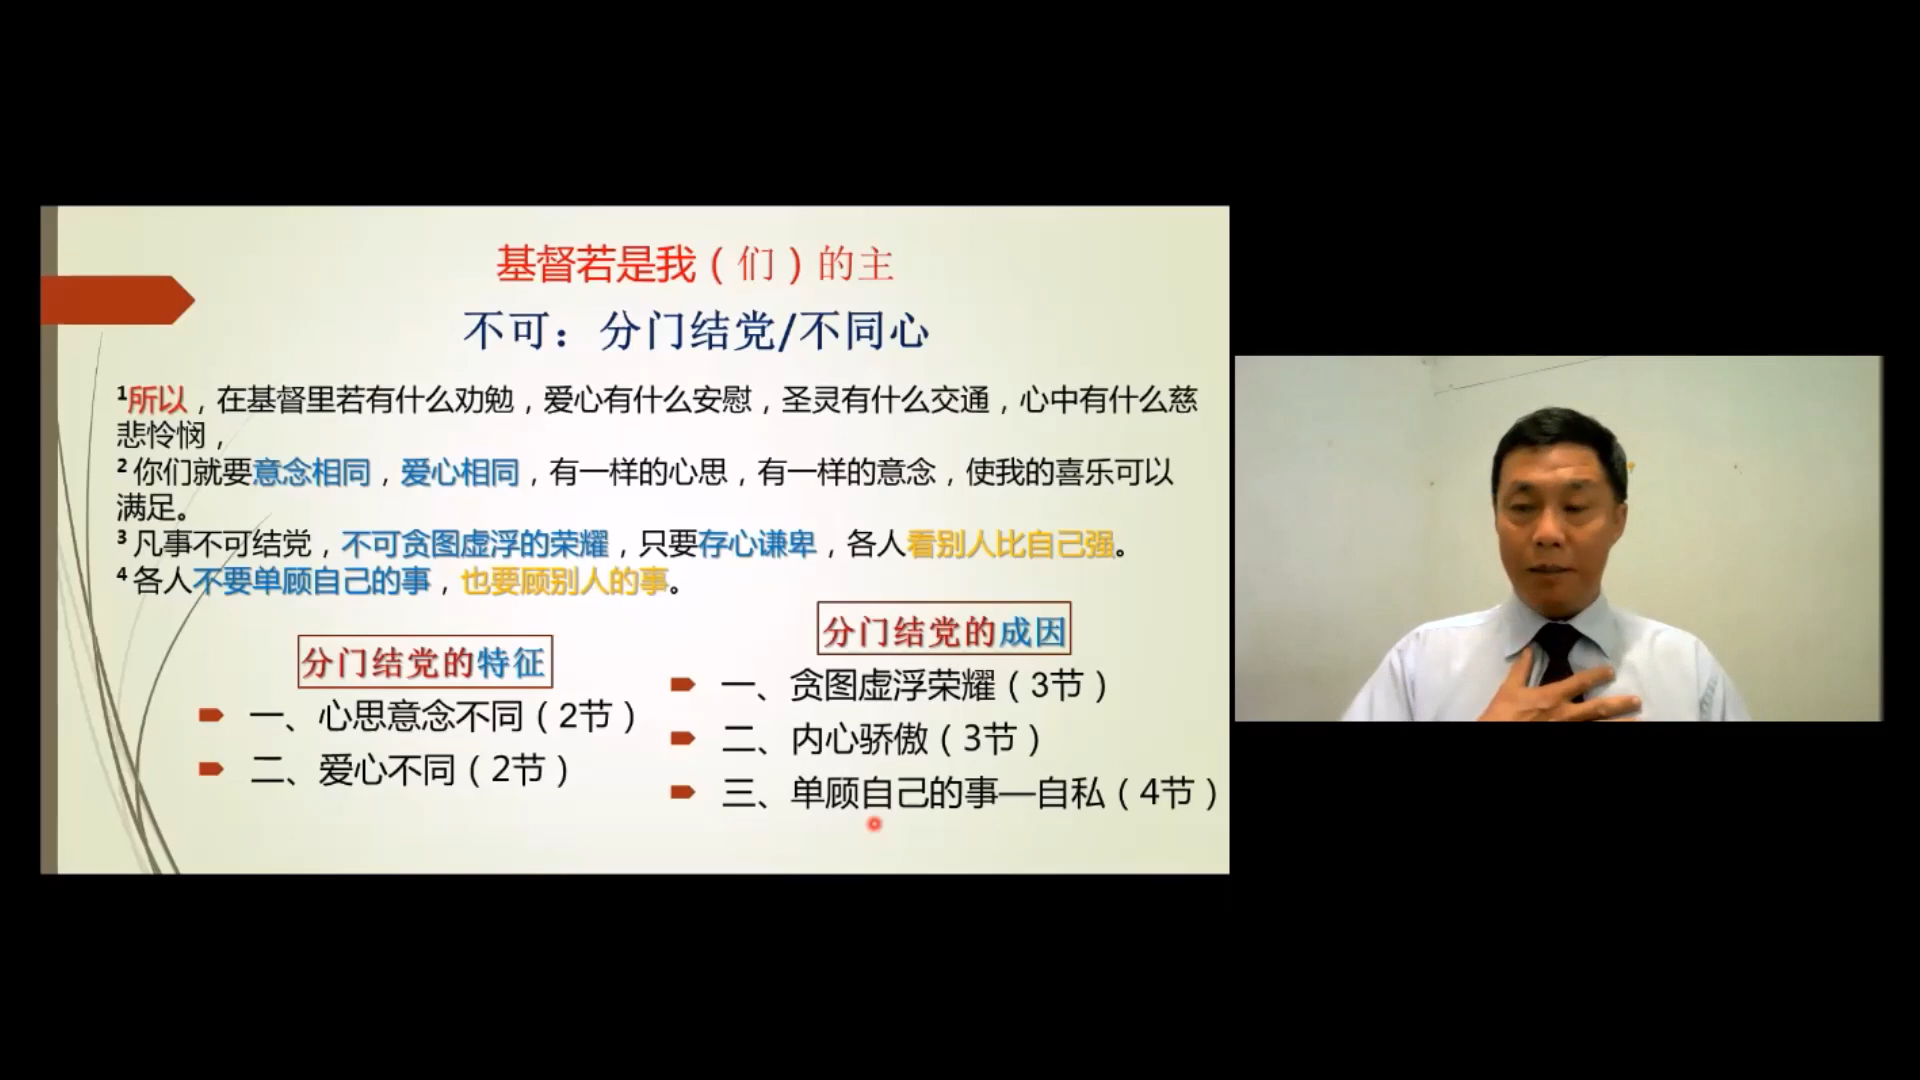 基督若是我（们）的主
不可：分门结党/不同心
1所以，在基督里若有什么劝勉，爱心有什么安慰，圣灵有什么交通，心中有什么慈
悲怜悯，
2 你们就要意念相同，爱心相同，有一样的心思，有一样的意念，使我的喜乐可以
满足。
3 凡事不可结党，不可贪图虚浮的荣耀，只要存心谦卑，各人看别人比自己强。
4 各人不要单顾自己的事，也要顾别人的事。
分门结党的特征
一、心思意念不同（2节）
二、爱心不同（2节）
分门结党的成因
一、贪图虚浮荣耀（3节）
二、内心骄傲（3节）
三、单顾自己的事—自私（4节）